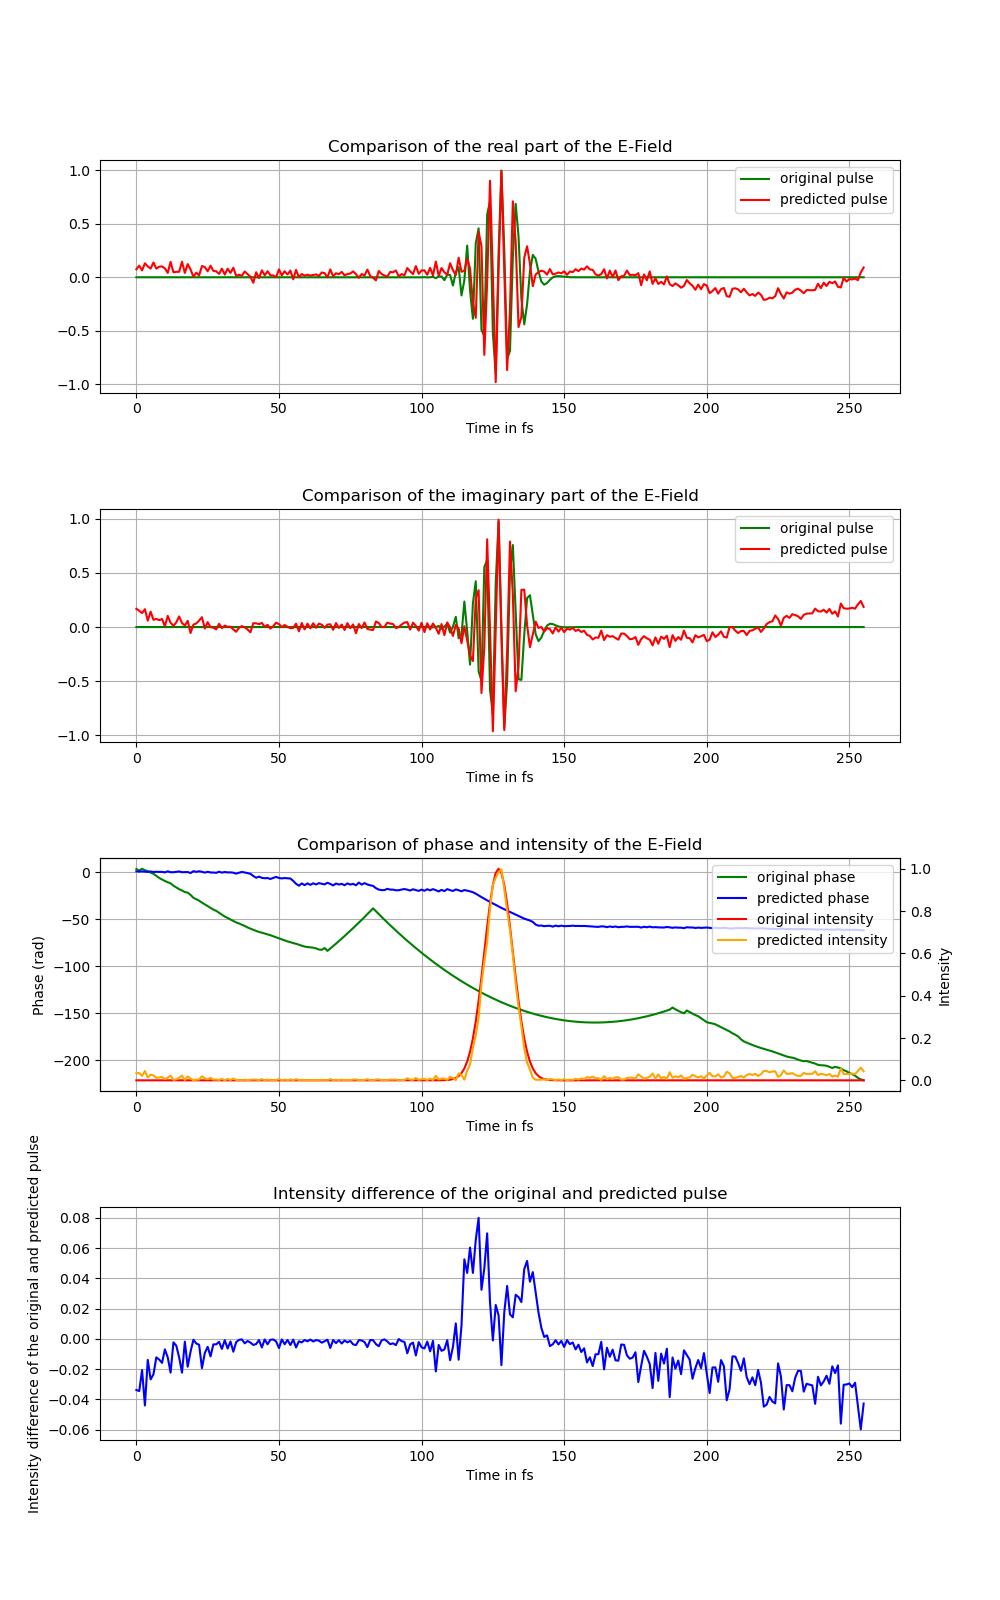 Comparison of the real part of the E-Field
1.0
0.5
0.0
−0.5
−1.0
original pulse
predicted pulse
0 50 100 150 200 250
Time in fs
Comparison of the imaginary part of the E-Field
1.0
0.5
0.0
−0.5
−1.0
original pulse
predicted pulse
0 50 100 150 200 250
Time in fs
Comparison of phase and intensity of the E-Field
Phase (rad)
0
−50
−100
−150
−200
original phase
predicted phase
original intensity
predicted intensity
1.0
0.8
0.6
0.4
0.2
0.0
Intensity
0 50 100 150 200 250
Time in fs
Intensity difference of the original and predicted pulse
Intensity difference of the original and predicted pulse
0.08
0.06
0.04
0.02
0.00
−0.02
−0.04
−0.06
0 50 100 150 200 250
Time in fs